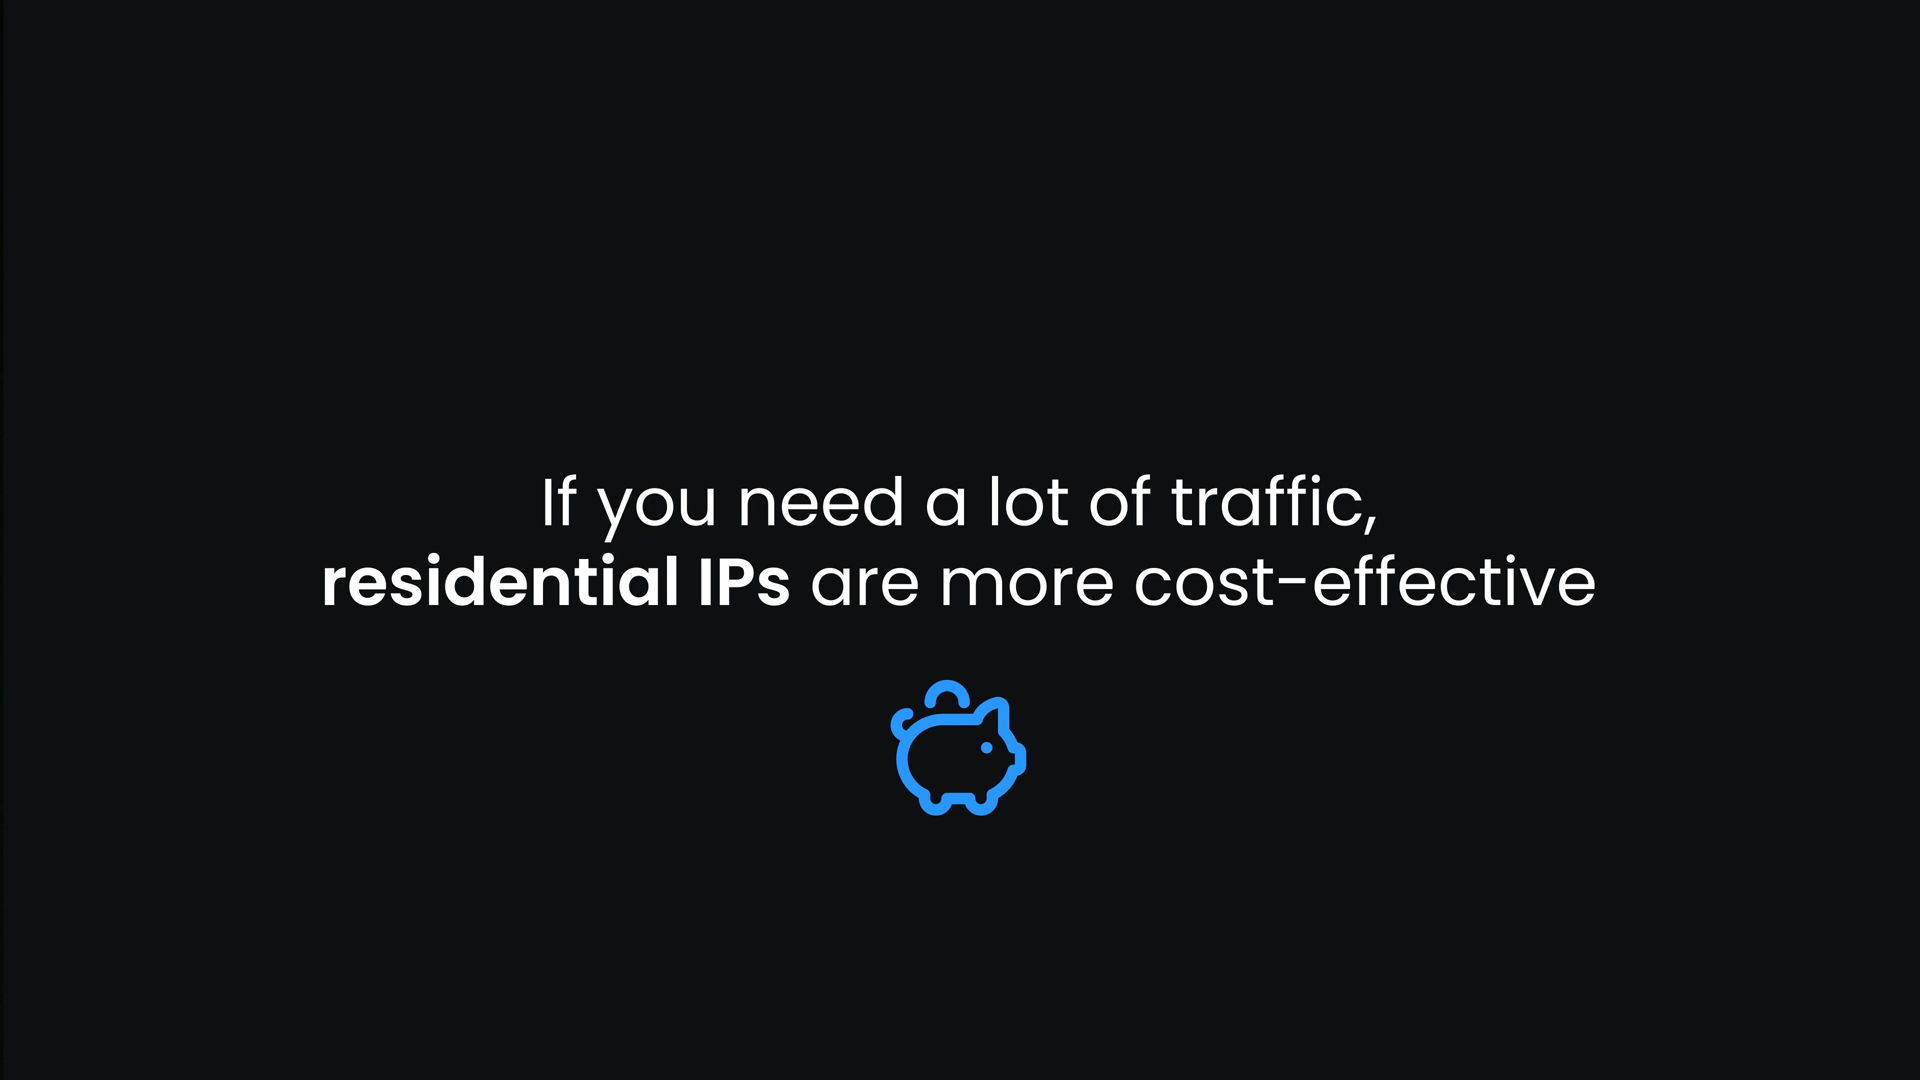 If you need a lot of traffic,
residential IPs are more cost-effective